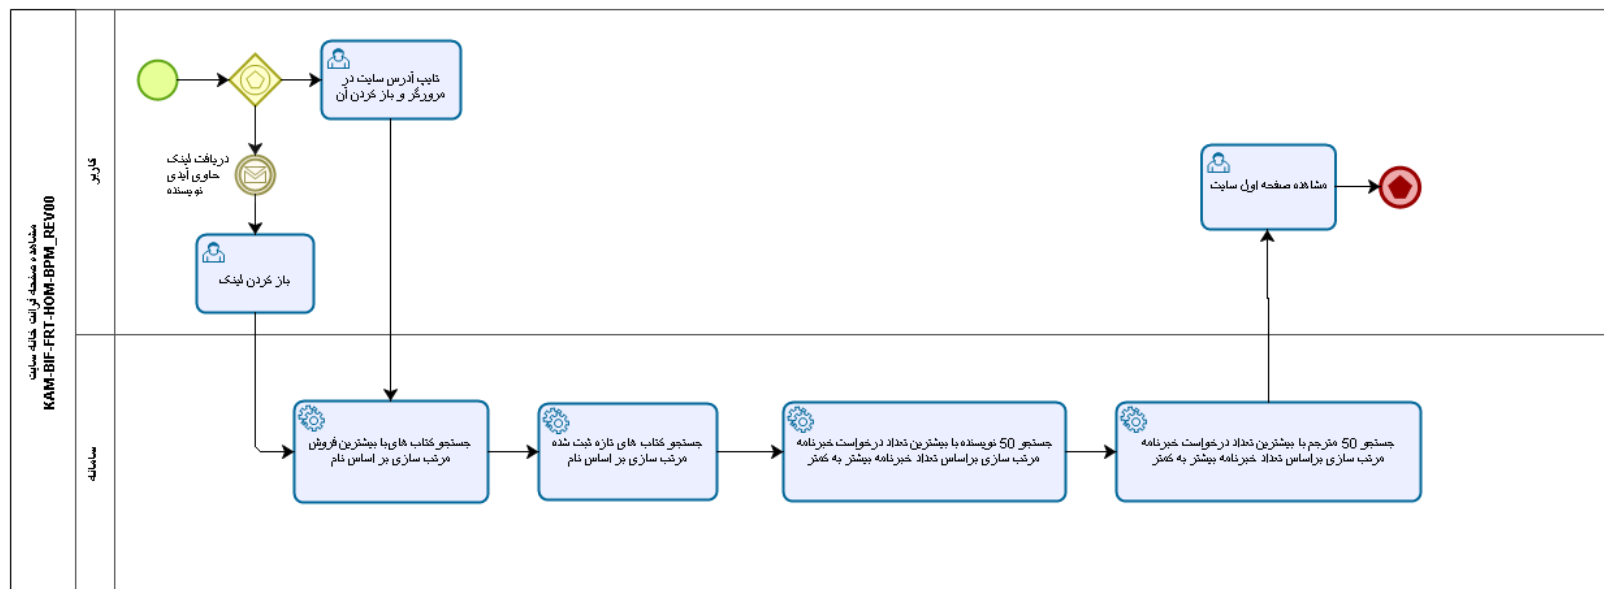 مشاهده صفحه فرانت خانه سایت
KAM-BIF-FRT-HOM-BPM_REV00
کاربر
تایپ آدرس سایت در
مرورگر و باز کردن آن
دریافت لینک
حاوی آیدی
نویسنده
باز کردن لینک
مشاهده صفحه اول سایت
سامانه
جستجو کتاب های با بیشترین فروش
مرتب سازی بر اساس نام
جستجو کتاب های تازه ثبت شده
مرتب سازی بر اساس نام
جستجو 50 نویسنده با بیشترین تعداد درخواست خبرنامه
مرتب سازی براساس تعداد خبرنامه بیشتر به کمتر
جستجو 50 مترجم با بیشترین تعداد درخواست خبرنامه
مرتب سازی براساس تعداد خبرنامه بیشتر به کمتر